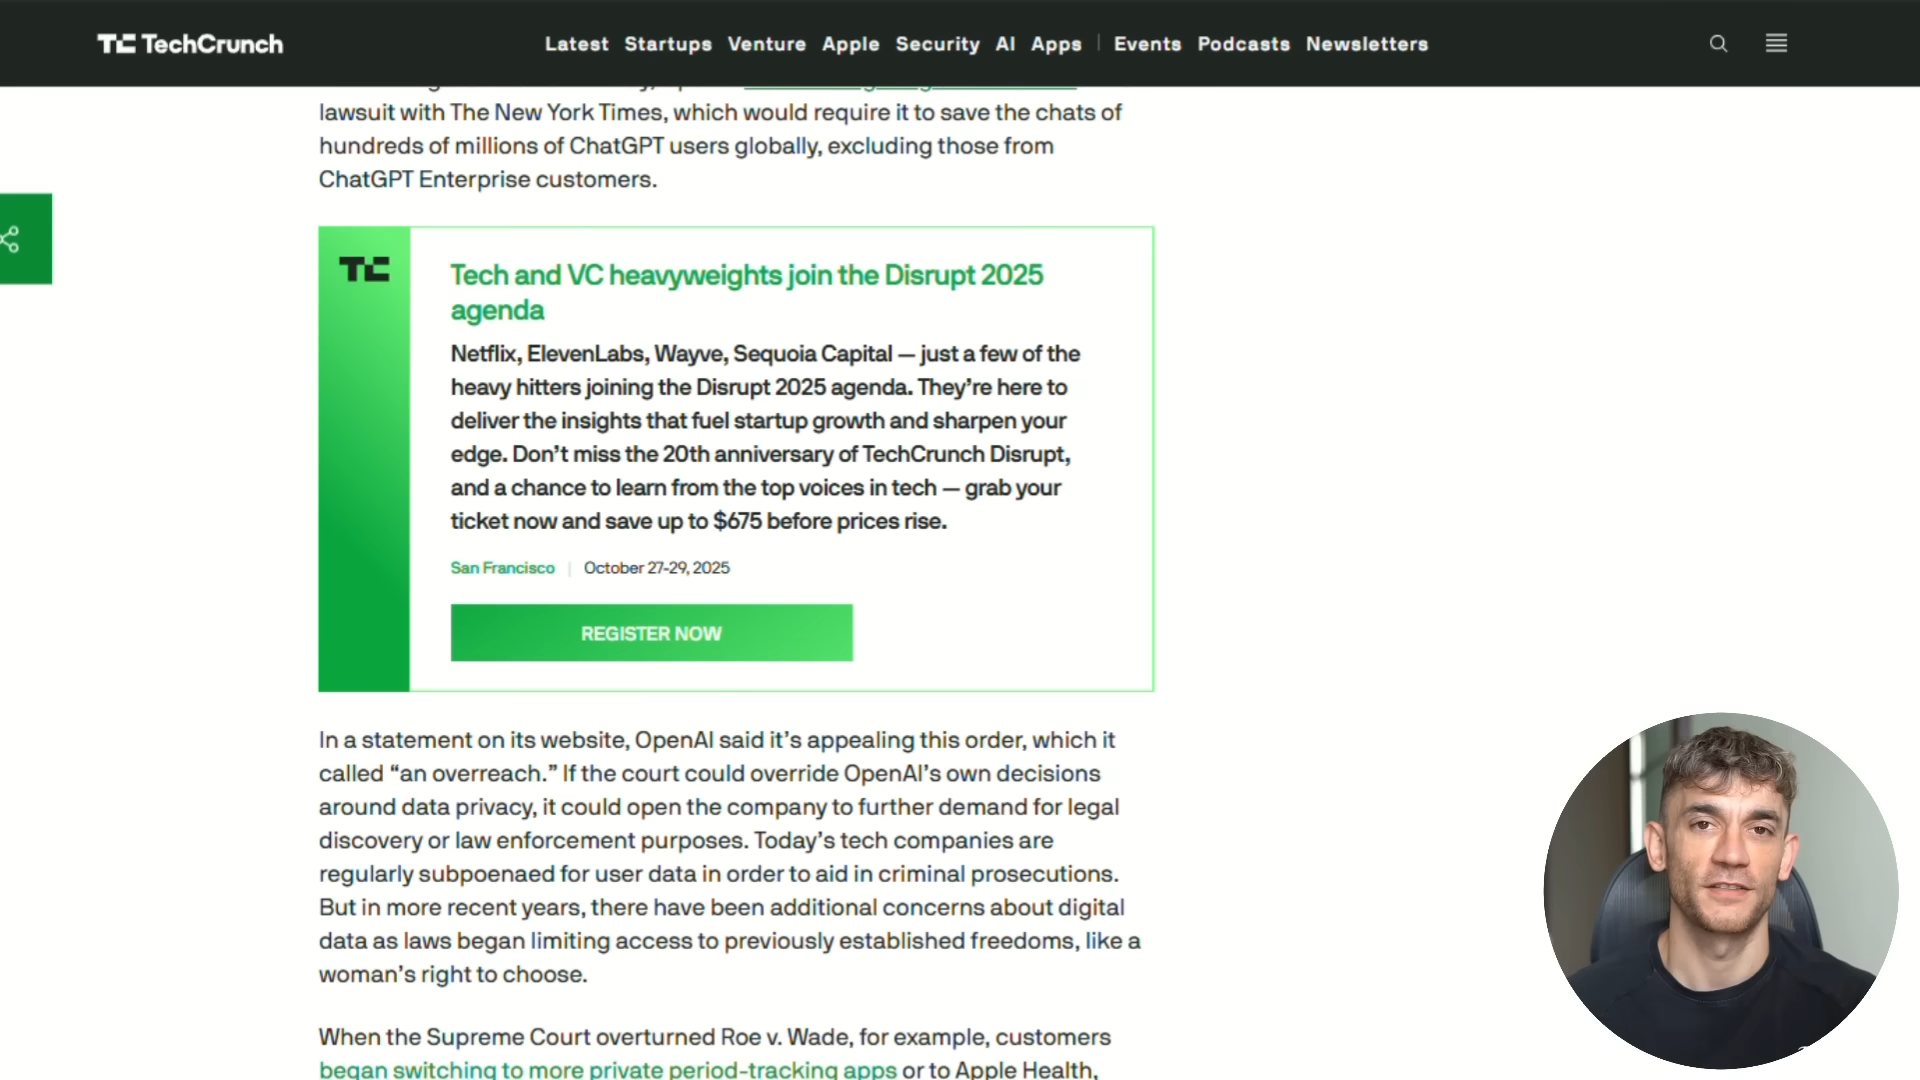 TechCrunch
Latest Startups Venture Apple Security AI Apps Events Podcasts Newsletters
lawsuit with The New York Times, which would require it to save the chats of
hundreds of millions of ChatGPT users globally, excluding those from
ChatGPT Enterprise customers.
TC
Tech and VC heavyweights join the Disrupt 2025
agenda
Netflix, ElevenLabs, Wayve, Sequoia Capital — just a few of the
heavy hitters joining the Disrupt 2025 agenda. They’re here to
deliver the insights that fuel startup growth and sharpen your
edge. Don’t miss the 20th anniversary of TechCrunch Disrupt,
and a chance to learn from the top voices in tech — grab your
ticket now and save up to $675 before prices rise.
San Francisco | October 27-29, 2025
REGISTER NOW
In a statement on its website, OpenAI said it’s appealing this order, which it
called “an overreach.” If the court could override OpenAI’s own decisions
around data privacy, it could open the company to further demand for legal
discovery or law enforcement purposes. Today’s tech companies are
regularly subpoenaed for user data in order to aid in criminal prosecutions.
But in more recent years, there have been additional concerns about digital
data as laws began limiting access to previously established freedoms, like a
woman’s right to choose.
When the Supreme Court overturned Roe v. Wade, for example, customers
began switching to more private period-tracking apps or to Apple Health,